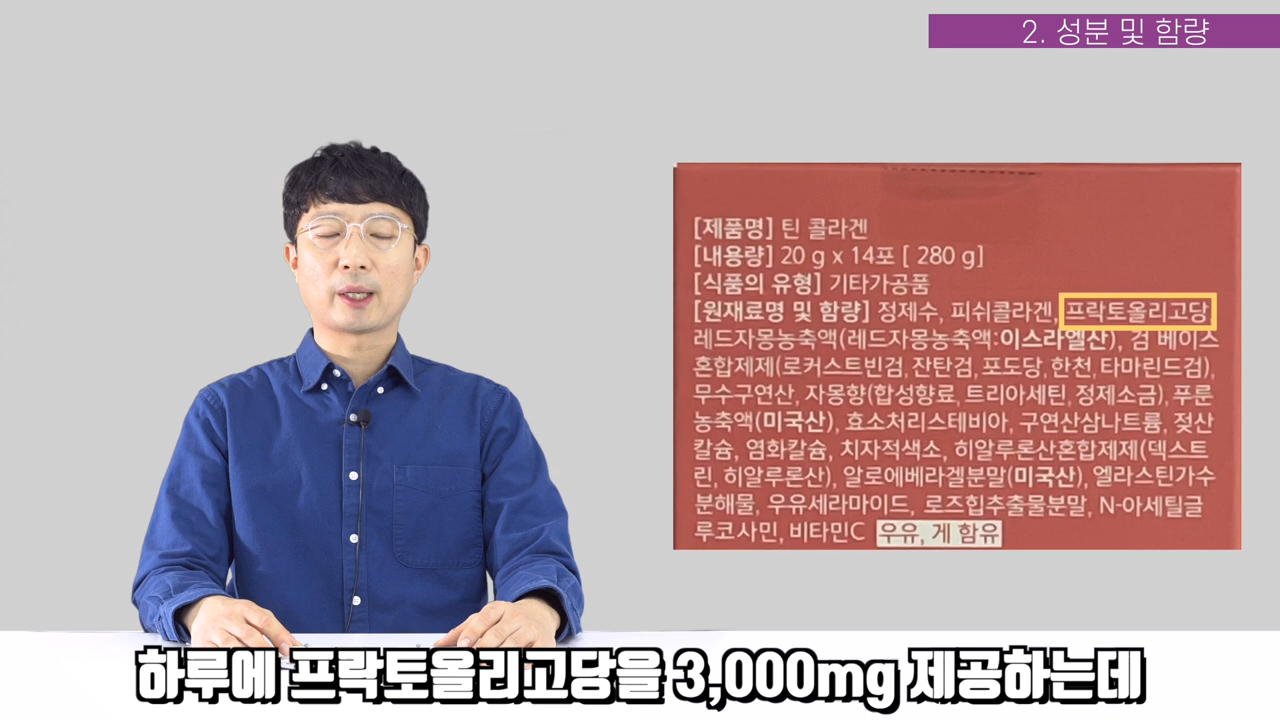 2. 성분 및 함량
[제품명] 틴 콜라겐
[내용량] 20 g x 14포 [ 280 g]
[식품의 유형] 기타가공품
[원재료명 및 함량] 정제수, 피쉬콜라겐, 프락토올리고당,
레드자몽농축액(레드자몽농축액:이스라엘산), 검 베이스
혼합제제(로커스트빈검, 잔탄검, 포도당, 한천, 타마린드검),
무수구연산, 자몽향(합성향료, 트리아세틴, 정제소금), 푸룬
농축액(미국산), 효소처리스테비아, 구연산삼나트륨, 젖산
칼슘, 염화칼슘, 치자적색소, 히알루론산혼합제제(덱스트
린, 히알루론산), 알로에베라겔분말(미국산), 엘라스틴가수
분해물, 우유세라마이드, 로즈힙추출물분말, N-아세틸글
루코사민, 비타민C 우유, 게 함유
하루에 프락토올리고당을 3,000mg 제공하는데